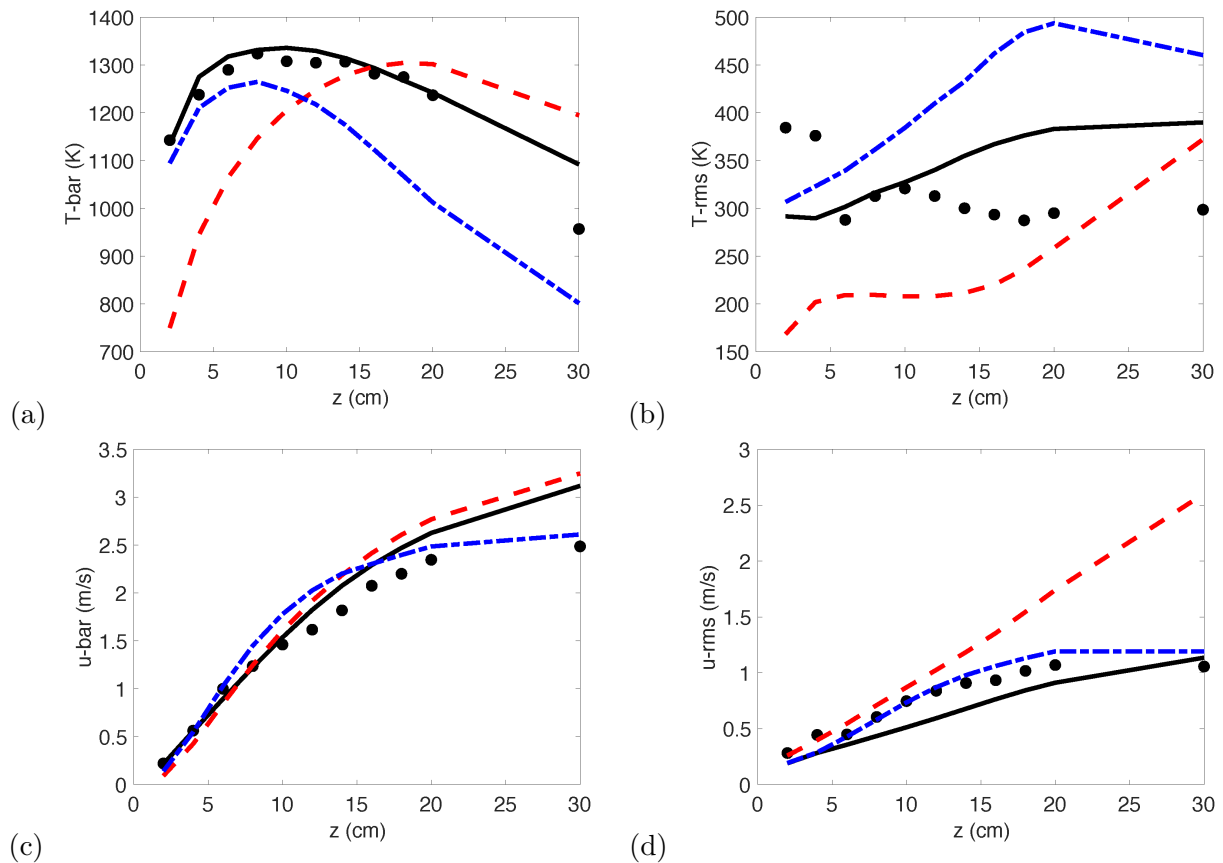 1400
1300
1200
1100
1000
900
800
700
T-bar (K)
0 5 10 15 20 25 30
z (cm)
(a)
500
450
400
350
300
250
200
150
T-rms (K)
0 5 10 15 20 25 30
z (cm)
(b)
3.5
3
2.5
2
1.5
1
0.5
0
u-bar (m/s)
0 5 10 15 20 25 30
z (cm)
(c)
3
2.5
2
1.5
1
0.5
0
u-rms (m/s)
0 5 10 15 20 25 30
z (cm)
(d)